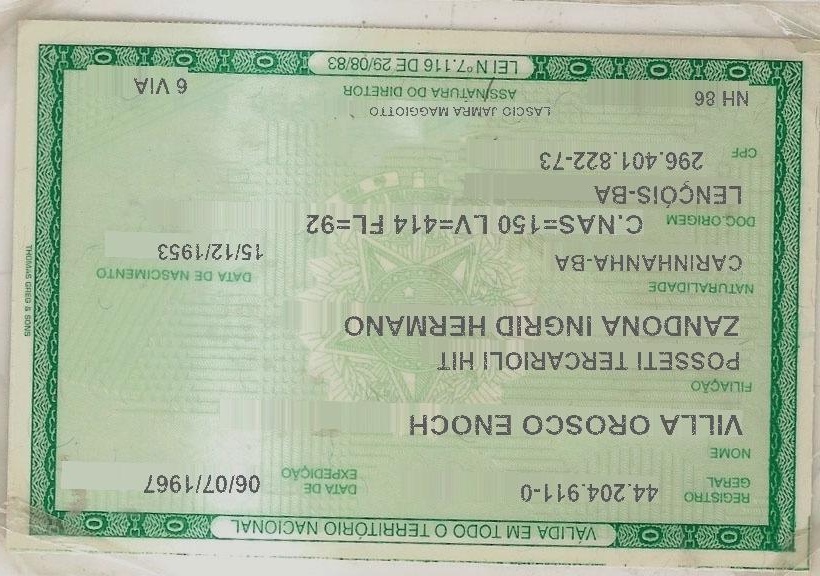 VÁLIDA EM TODO O TERRITÓRIO NACIONAL
REGISTRO GERAL 44.204.911-0 DATA DE EXPEDIÇÃO 06/07/1967
NOME
VILLA OROSCO ENOCH
FILIAÇÃO
POSSETI TERCARIOLI HIT
ZANDONA INGRID HERMANO
NATURALIDADE DATA DE NASCIMENTO
CARINHANHA-BA 15/12/1953
DOC.ORIGEM C.NAS=150 LV=414 FL=92
LENÇÓIS-BA
CPF 296.401.822-73
LASCIO JAMRA MAGGIOTTO
NH 86 ASSINATURA DO DIRETOR 6 VIA
LEI Nº 7.116 DE 29/08/83
THOMAS GREG & SONS